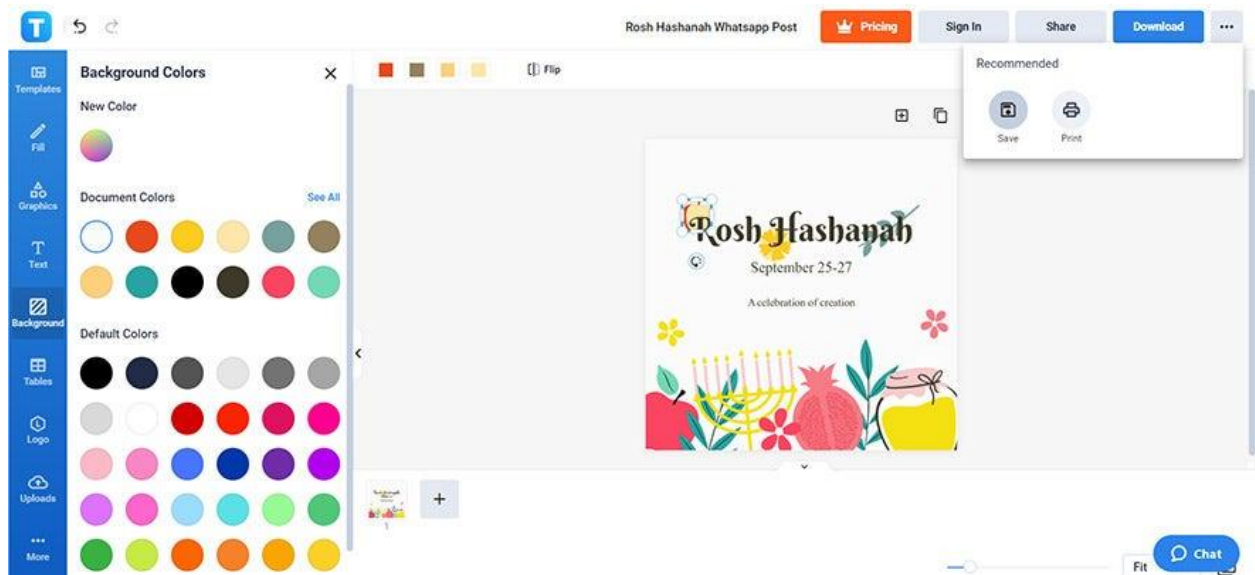 T
Rosh Hashanah Whatsapp Post
Pricing
Sign In
Share
Download
Templates
Fill
Graphics
Text
Background
Tables
Logo
Uploads
More
Background Colors
New Color
Document Colors
See All
Default Colors
Flip
Recommended
Save
Print
Rosh Hashanah
September 25-27
A celebration of creation
1
Fit
Chat